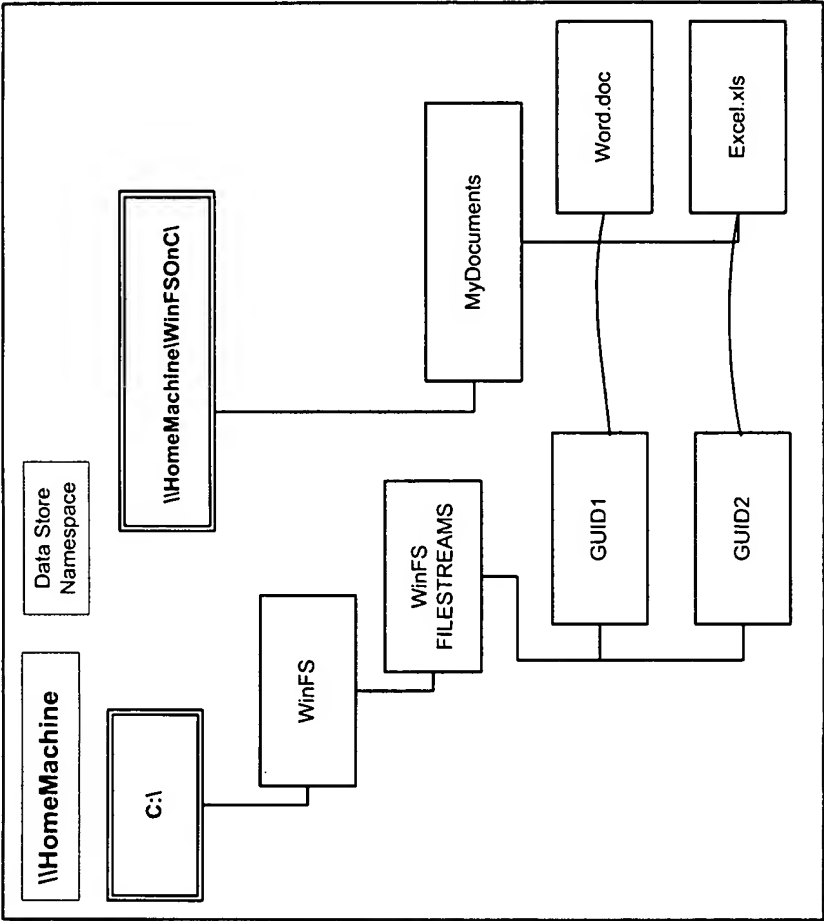 \\HomeMachine
Data Store
Namespace
C:\
\\HomeMachine\WinFSOnC\
WinFS
WinFS
FILESTREAMS
MyDocuments
GUID1
Word.doc
GUID2
Excel.xls